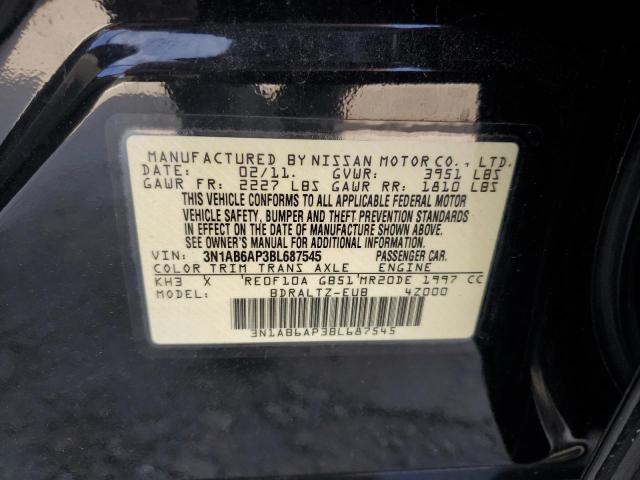 MANUFACTURED BY NISSAN MOTOR CO., LTD.
DATE: 02/11. GVWR: 3951 LBS
GAWR FR: 2227 LBS GAWR RR: 1810 LBS
THIS VEHICLE CONFORMS TO ALL APPLICABLE FEDERAL MOTOR
VEHICLE SAFETY, BUMPER AND THEFT PREVENTION STANDARDS
IN EFFECT ON THE DATE OF MANUFACTURE SHOWN ABOVE.
SEE OWNER'S MANUAL FOR ADDITIONAL INFORMATION.
VIN: 3N1AB6AP3BL687545 PASSENGER CAR.
COLOR TRIM TRANS AXLE ENGINE
KH3 X RE0F10A GB51 MR20DE 1997 CC
MODEL: BDRALTZ-EUB 4Z000
3N1AB6AP3BL687545